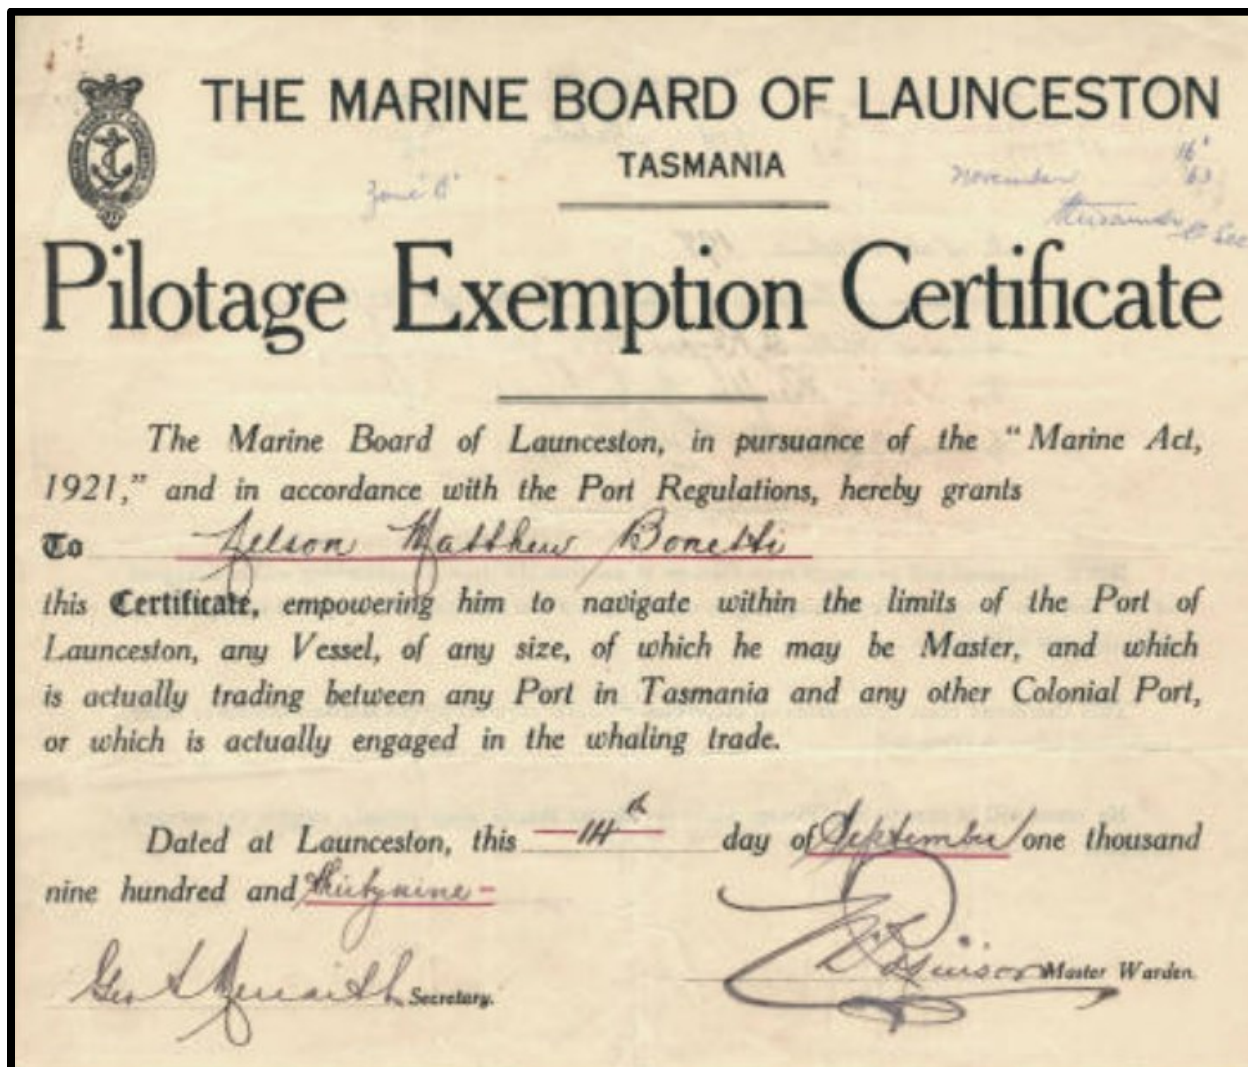 THE MARINE BOARD OF LAUNCESTON
TASMANIA
November
Pilotage Exemption Certificate
The Marine Board of Launceston, in pursuance of the "Marine Act,
1921," and in accordance with the Port Regulations, hereby grants
To Nelson Matthew Bonetti
this Certificate, empowering him to navigate within the limits of the Port of
Launceston, any Vessel, of any size, of which he may be Master, and which
is actually trading between any Port in Tasmania and any other Colonial Port,
or which is actually engaged in the whaling trade.
Dated at Launceston, this 14th day of September one thousand
nine hundred and thirtynine-
Secretary.
Master Warden.